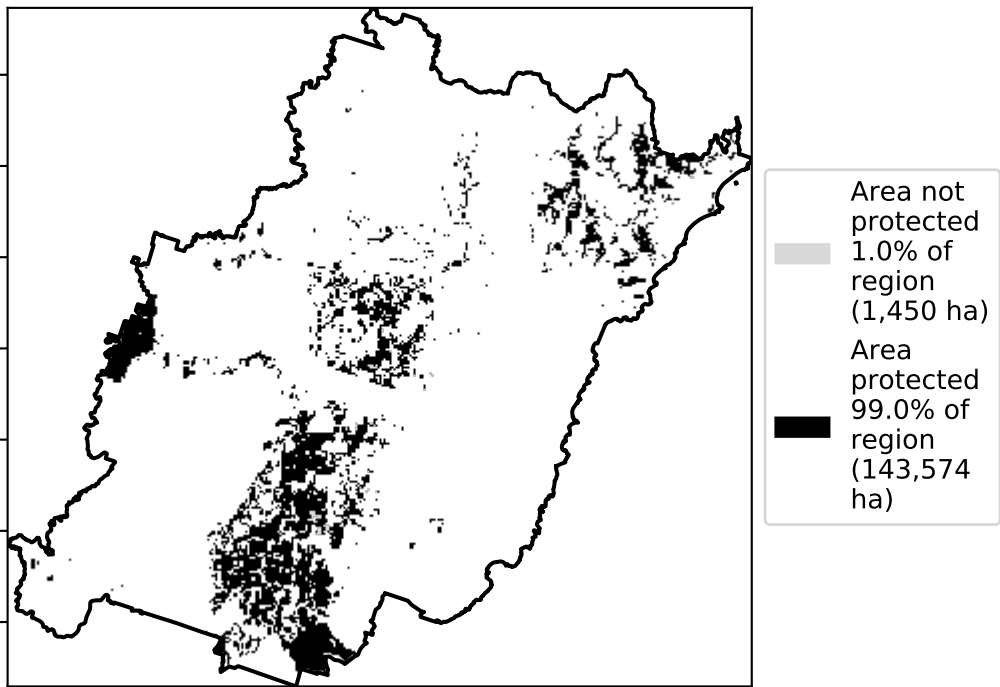 Area not
protected
1.0% of
region
(1,450 ha)
Area
protected
99.0% of
region
(143,574
ha)